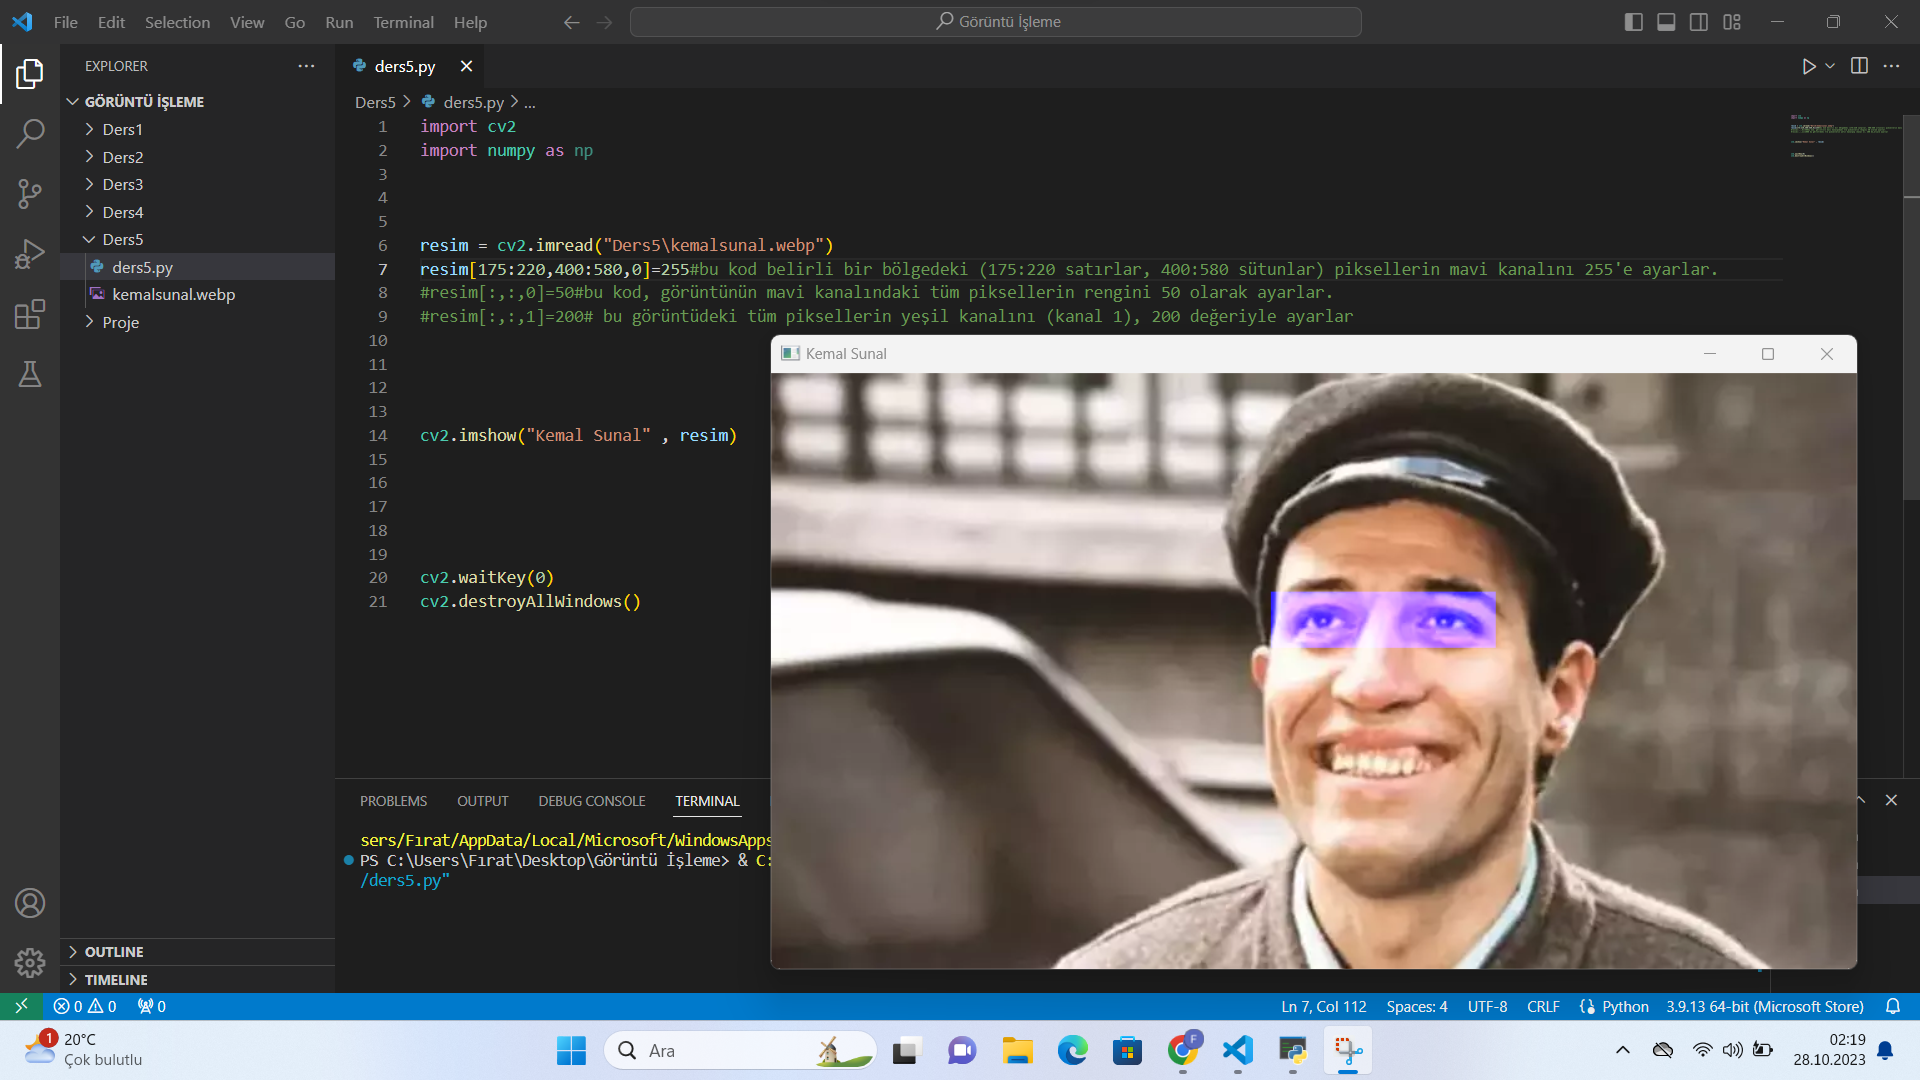 File Edit Selection View Go Run Terminal Help
Görüntü İşleme
EXPLORER
ders5.py
GÖRÜNTÜ İŞLEME
Ders1
Ders2
Ders3
Ders4
Ders5
ders5.py
kemalsunal.webp
Proje
OUTLINE
TIMELINE
Ders5 > ders5.py > ...
1 import cv2
2 import numpy as np
3
4
5
6 resim = cv2.imread("Ders5\kemalsunal.webp")
7 resim[175:220,400:580,0]=255#bu kod belirli bir bölgedeki (175:220 satırlar, 400:580 sütunlar) piksellerin mavi kanalını 255'e ayarlar.
8 #resim[:,:,0]=50#bu kod, görüntünün mavi kanalındaki tüm piksellerin rengini 50 olarak ayarlar.
9 #resim[:,:,1]=200# bu görüntüdeki tüm piksellerin yeşil kanalını (kanal 1), 200 değeriyle ayarlar
10
11
12
13
14 cv2.imshow("Kemal Sunal" , resim)
15
16
17
18
19
20 cv2.waitKey(0)
21 cv2.destroyAllWindows()
Kemal Sunal
PROBLEMS OUTPUT DEBUG CONSOLE TERMINAL
sers/Fırat/AppData/Local/Microsoft/WindowsApps
PS C:\Users\Fırat\Desktop\Görüntü İşleme> & C:
/ders5.py"
0 0 0
Ln 7, Col 112 Spaces: 4 UTF-8 CRLF Python 3.9.13 64-bit (Microsoft Store)
1
20°C
Çok bulutlu
Ara
F
02:19
28.10.2023